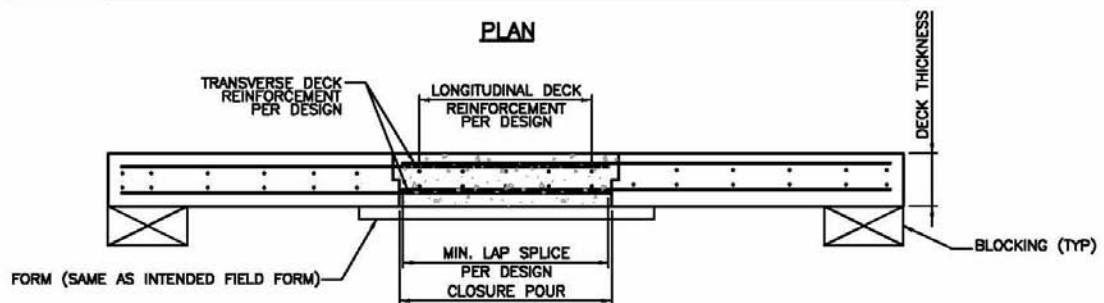 PLAN
TRANSVERSE DECK
REINFORCEMENT
PER DESIGN
LONGITUDINAL DECK
REINFORCEMENT
PER DESIGN
DECK THICKNESS
FORM (SAME AS INTENDED FIELD FORM)
MIN. LAP SPLICE
PER DESIGN
CLOSURE POUR
BLOCKING (TYP)